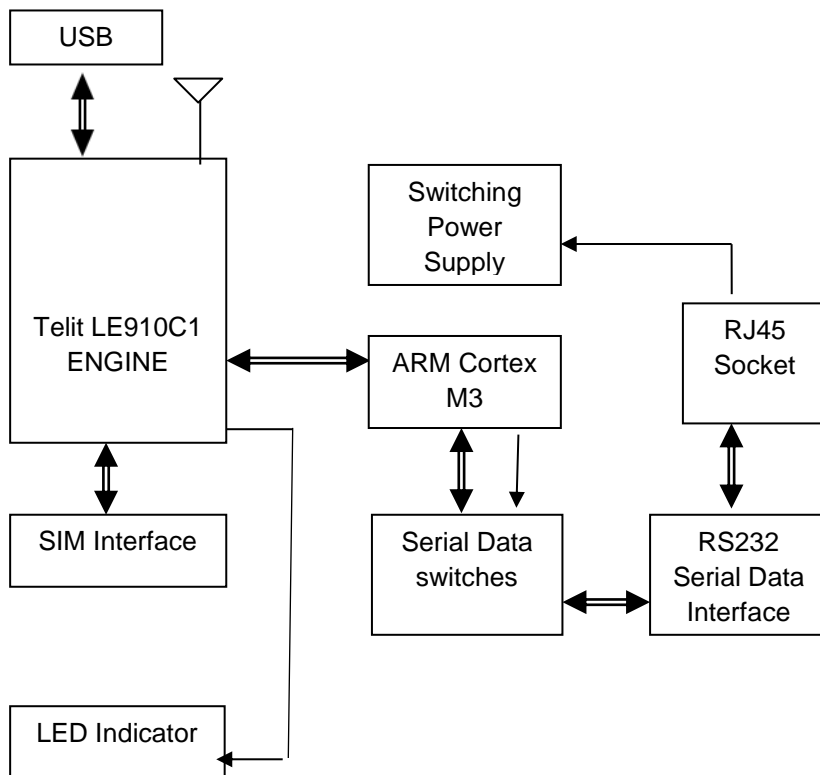 USB
Switching
Power
Supply
Telit LE910C1
ENGINE
RJ45
Socket
ARM Cortex
M3
SIM Interface
Serial Data
switches
RS232
Serial Data
Interface
LED Indicator